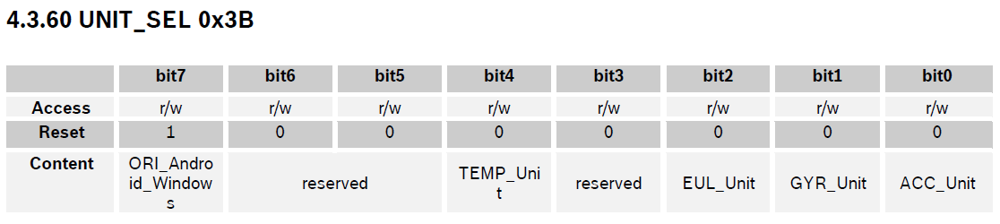 4.3.60 UNIT_SEL 0x3B
bit7 bit6 bit5 bit4 bit3 bit2 bit1 bit0
Access r/w r/w r/w r/w r/w r/w r/w r/w
Reset 1 0 0 0 0 0 0 0
Content
ORI_Andro
id_Window
s
reserved
TEMP_Uni
t
reserved
EUL_Unit
GYR_Unit
ACC_Unit